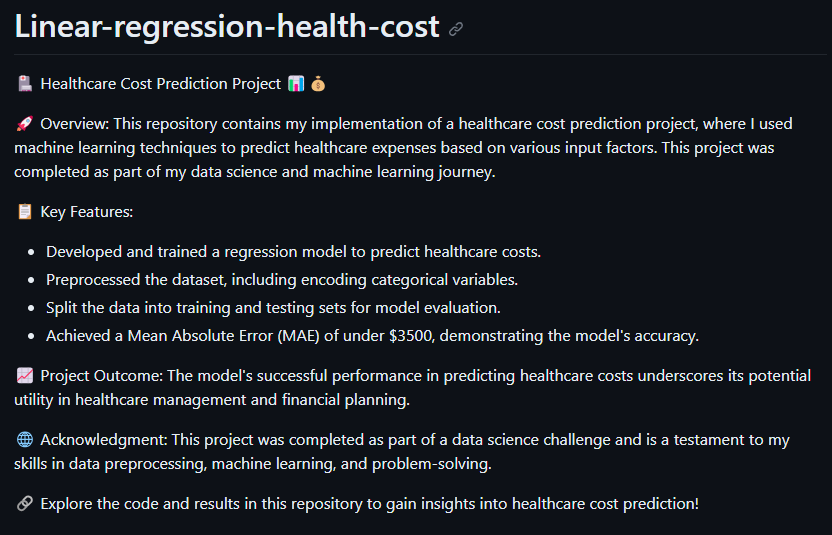 Linear-regression-health-cost
🏥 Healthcare Cost Prediction Project 📊 💰
🚀 Overview: This repository contains my implementation of a healthcare cost prediction project, where I used
machine learning techniques to predict healthcare expenses based on various input factors. This project was
completed as part of my data science and machine learning journey.
📋 Key Features:
• Developed and trained a regression model to predict healthcare costs.
• Preprocessed the dataset, including encoding categorical variables.
• Split the data into training and testing sets for model evaluation.
• Achieved a Mean Absolute Error (MAE) of under $3500, demonstrating the model's accuracy.
📈 Project Outcome: The model's successful performance in predicting healthcare costs underscores its potential
utility in healthcare management and financial planning.
🌐 Acknowledgment: This project was completed as part of a data science challenge and is a testament to my
skills in data preprocessing, machine learning, and problem-solving.
🔗 Explore the code and results in this repository to gain insights into healthcare cost prediction!